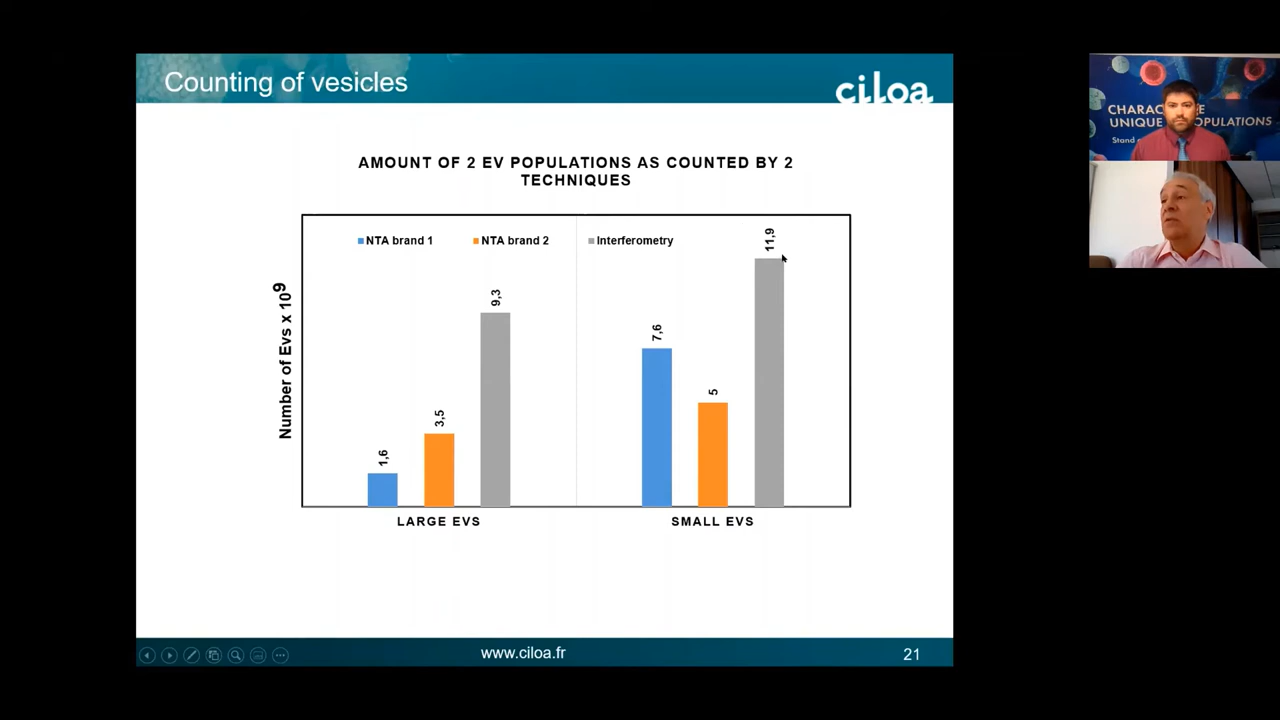 Counting of vesicles
ciloa
AMOUNT OF 2 EV POPULATIONS AS COUNTED BY 2
TECHNIQUES
NTA brand 1
NTA brand 2
Interferometry
Number of Evs x 10⁹
1,6
3,5
9,3
7,6
5
11,9
LARGE EVS
SMALL EVS
www.ciloa.fr
21
UNIQUE
POPULATIONS